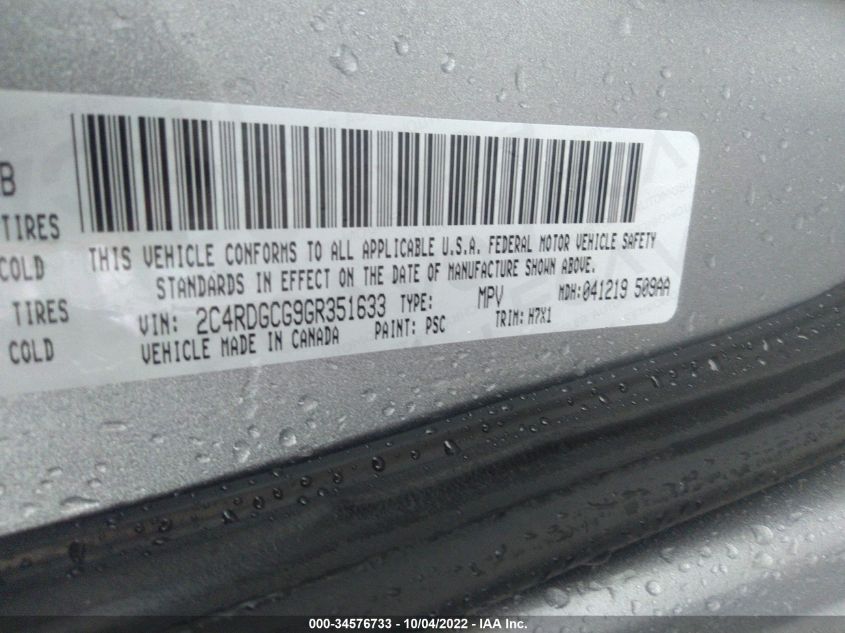 B
TIRES
COLD
TIRES
COLD
THIS VEHICLE CONFORMS TO ALL APPLICABLE U.S.A. FEDERAL MOTOR VEHICLE SAFETY
STANDARDS IN EFFECT ON THE DATE OF MANUFACTURE SHOWN ABOVE.
VIN: 2C4RDGCG9GR351633 TYPE: MPV MDH:041219 509AA
VEHICLE MADE IN CANADA PAINT: PSC TRIM: H7X1
000-34576733 - 10/04/2022 - IAA Inc.